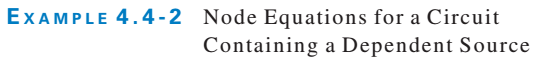 EXAMPLE 4.4-2 Node Equations for a Circuit
Containing a Dependent Source